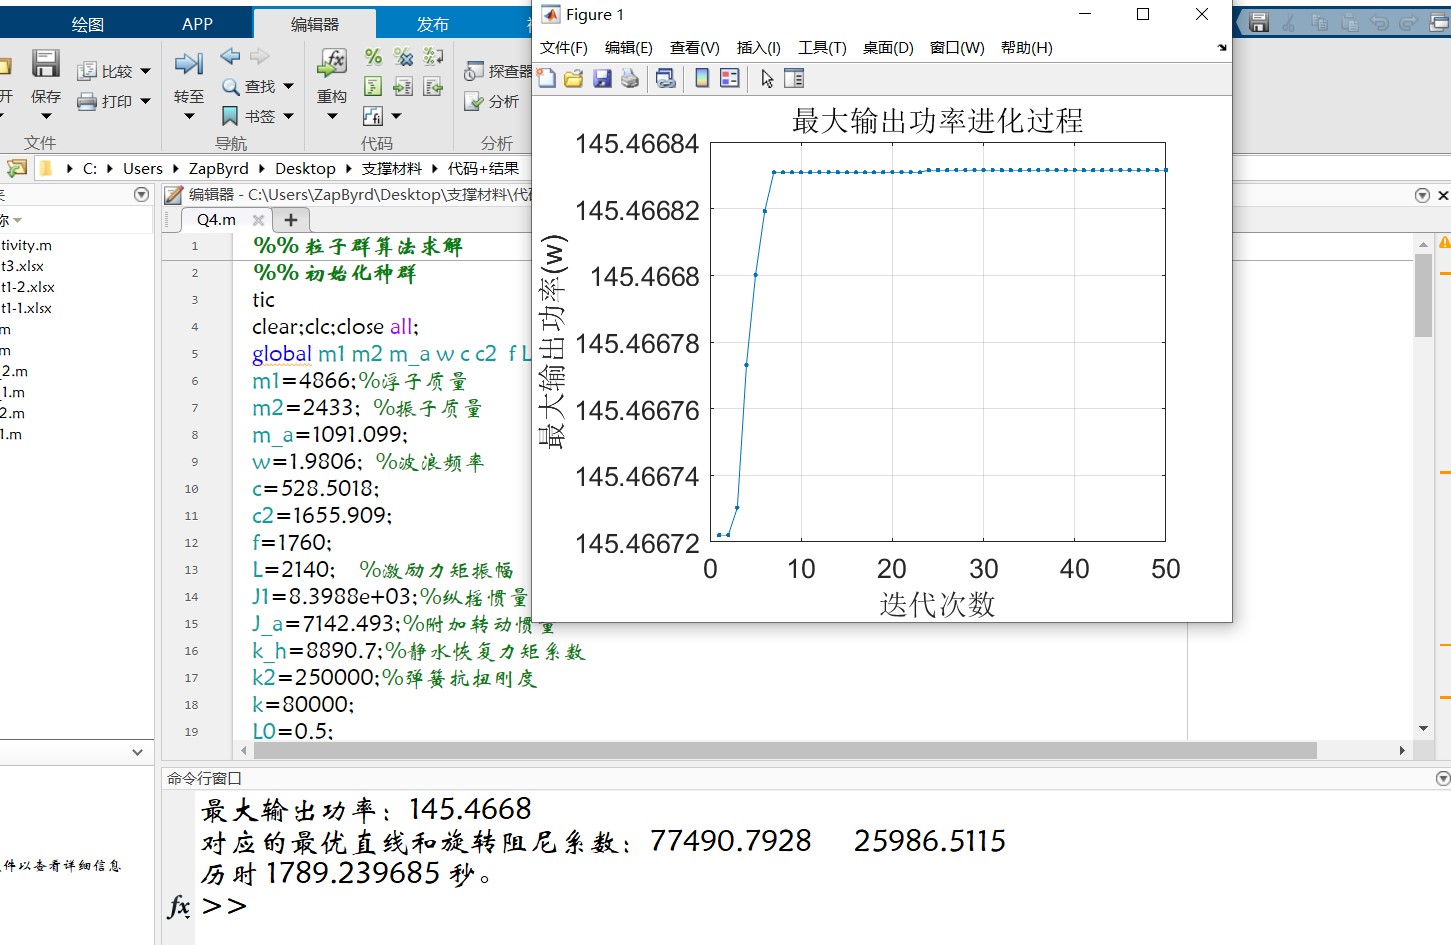 绘图
APP
编辑器
发布
Figure 1
文件(F) 编辑(E) 查看(V) 插入(I) 工具(T) 桌面(D) 窗口(W) 帮助(H)
开
保存
比较
打印
转至
查找
书签
重构
探查器
分析
文件
导航
代码
分析
C: Users ZapByrd Desktop 支撑材料 代码+结果
编辑器 - C:\Users\ZapByrd\Desktop\支撑材料\代
Q4.m
称
tivity.m
t3.xlsx
t1-2.xlsx
t1-1.xlsx
m
m
_2.m
_1.m
2.m
1.m
1 %% 粒子群算法求解
2 %% 初始化种群
3 tic
4 clear;clc;close all;
5 global m1 m2 m_a w c c2 f L
6 m1=4866;%浮子质量
7 m2=2433; %振子质量
8 m_a=1091.099;
9 w=1.9806; %波浪频率
10 c=528.5018;
11 c2=1655.909;
12 f=1760;
13 L=2140; %激励力矩振幅
14 J1=8.3988e+03;%纵摇惯量
15 J_a=7142.493;%附加转动惯量
16 k_h=8890.7;%静水恢复力矩系数
17 k2=250000;%弹簧抗扭刚度
18 k=80000;
19 L0=0.5;
最大输出功率进化过程
最大输出功率(w)
145.46684
145.46682
145.4668
145.46678
145.46676
145.46674
145.46672
0 10 20 30 40 50
迭代次数
命令行窗口
最大输出功率：145.4668
对应的最优直线和旋转阻尼系数：77490.7928 25986.5115
历时 1789.239685 秒。
fx >>
件以查看详细信息